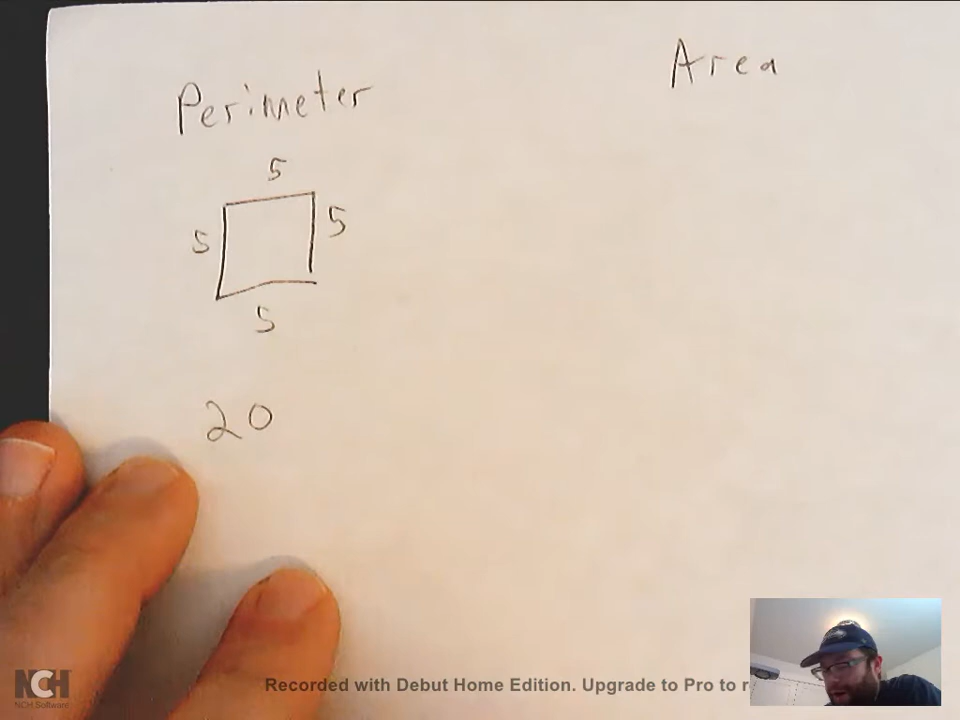 Perimeter
Area
5
5
5
5
20
NCH
NCH Software
Recorded with Debut Home Edition. Upgrade to Pro to r